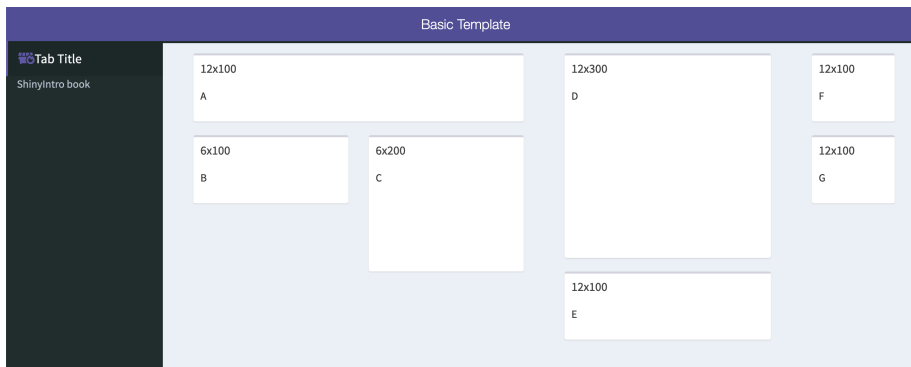 Basic Template
Tab Title
ShinyIntro book
12x100
A
6x100
B
6x200
C
12x300
D
12x100
E
12x100
F
12x100
G